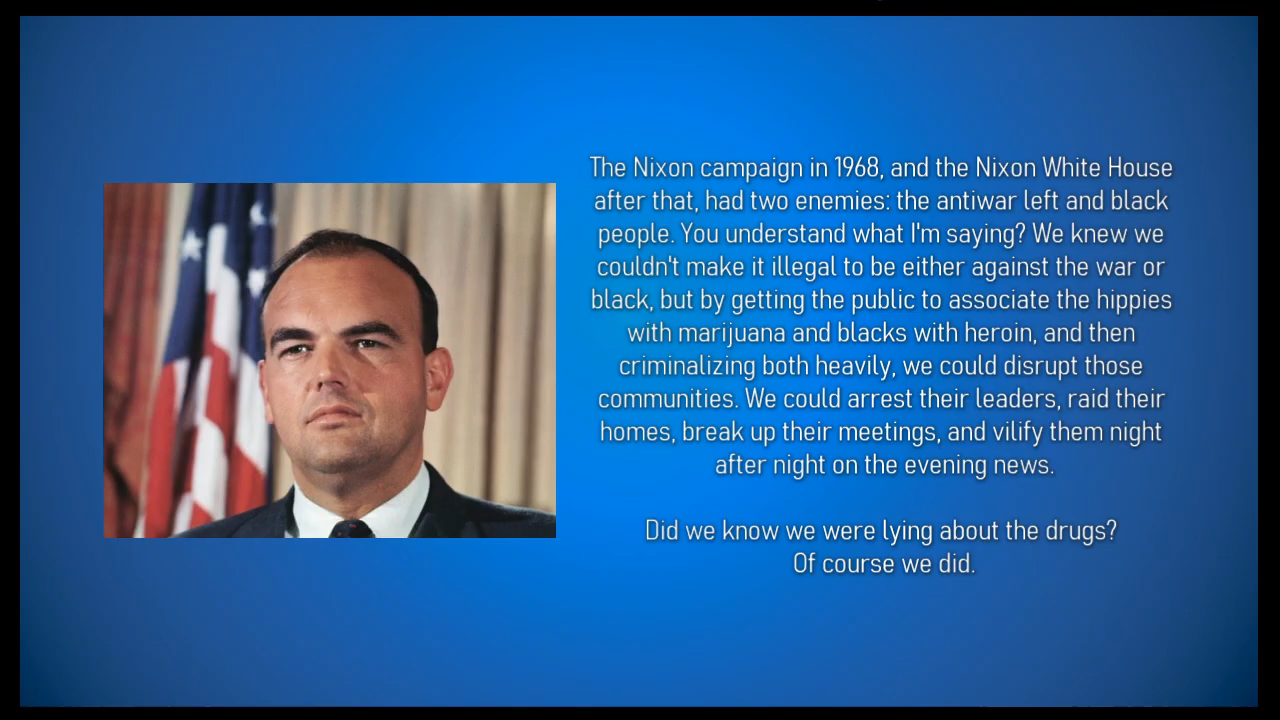 The Nixon campaign in 1968, and the Nixon White House
after that, had two enemies: the antiwar left and black
people. You understand what I'm saying? We knew we
couldn't make it illegal to be either against the war or
black, but by getting the public to associate the hippies
with marijuana and blacks with heroin, and then
criminalizing both heavily, we could disrupt those
communities. We could arrest their leaders, raid their
homes, break up their meetings, and vilify them night
after night on the evening news.
Did we know we were lying about the drugs?
Of course we did.